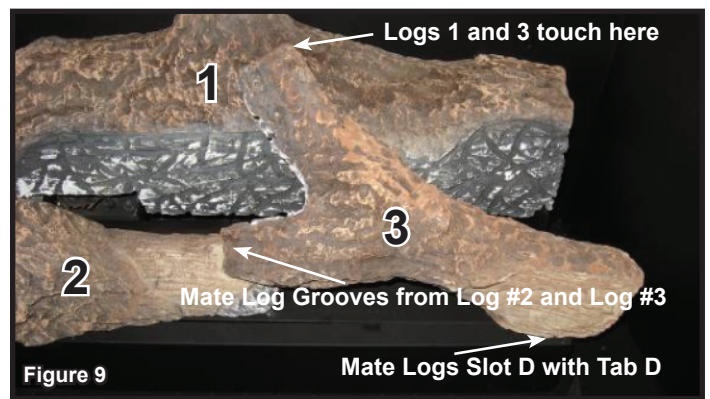 Logs 1 and 3 touch here
1
3
2
Mate Log Grooves from Log #2 and Log #3
Mate Logs Slot D with Tab D
Figure 9